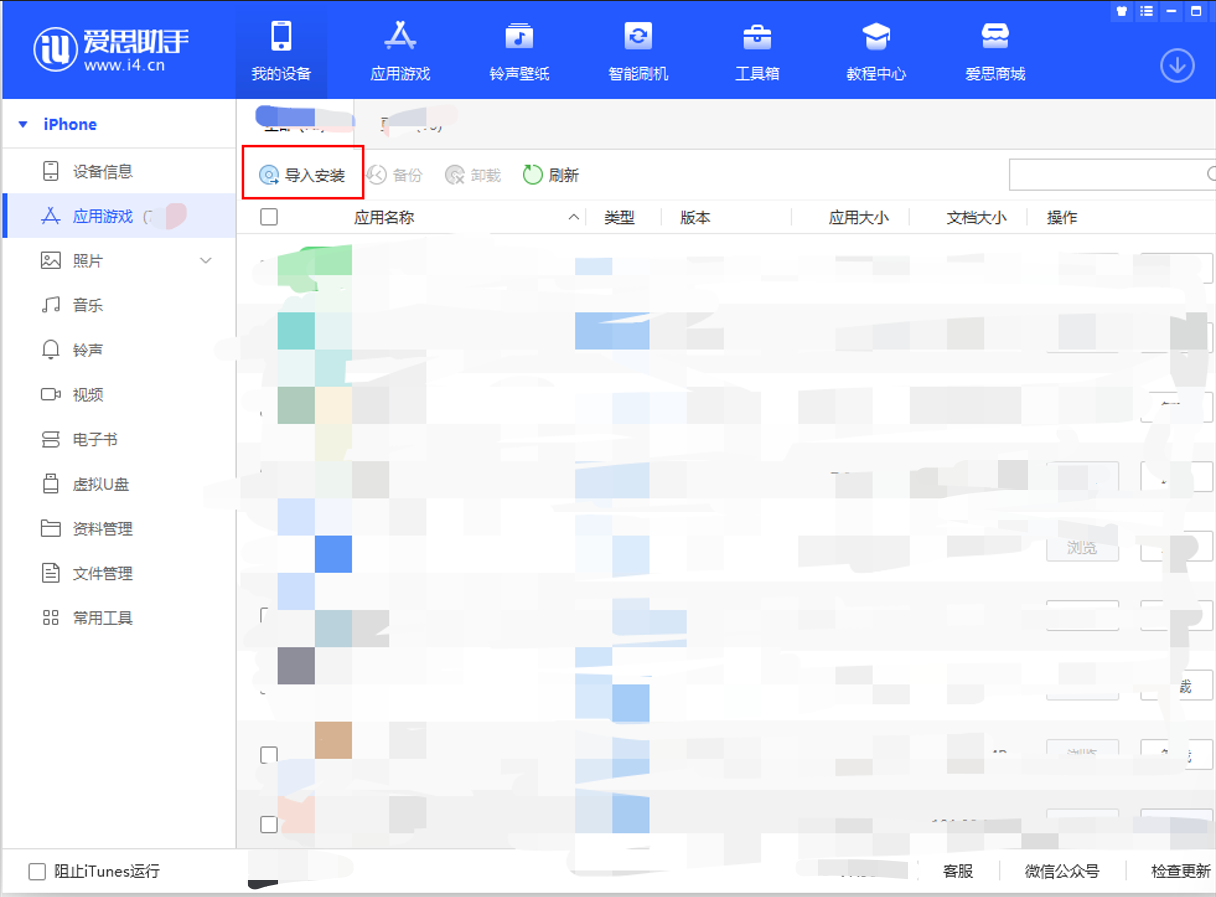 爱思助手
www.i4.cn
我的设备 应用游戏 铃声壁纸 智能刷机 工具箱 教程中心 爱思商城
iPhone
设备信息
应用游戏
照片
音乐
铃声
视频
电子书
虚拟U盘
资料管理
文件管理
常用工具
导入安装 备份 卸载 刷新
应用名称 类型 版本 应用大小 文档大小 操作
浏览
阻止iTunes运行 客服 微信公众号 检查更新